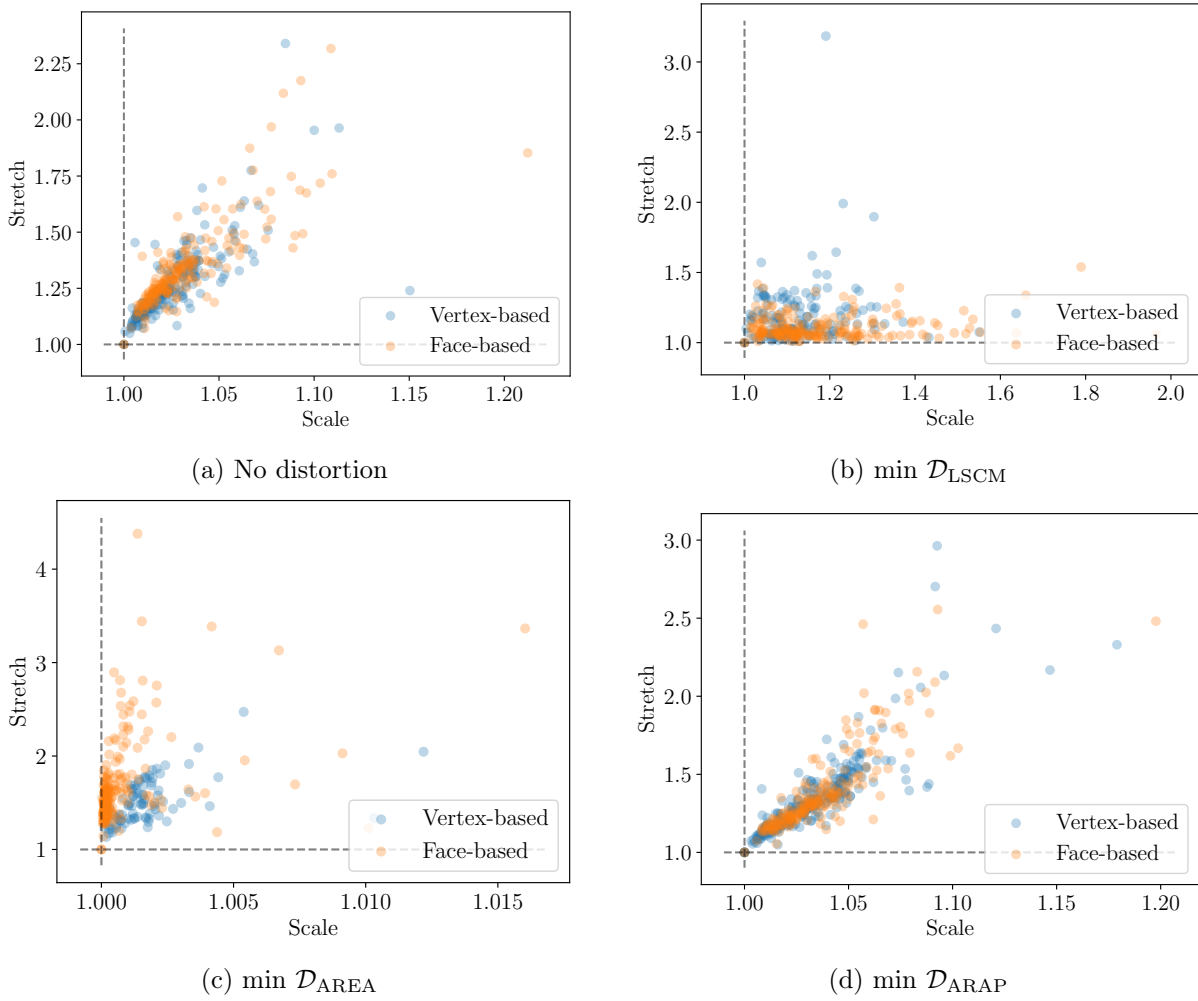 Stretch
2.25
2.00
1.75
1.50
1.25
1.00
1.00
1.05
1.10
1.15
1.20
Scale
Vertex-based
Face-based
(a) No distortion
Stretch
3.0
2.5
2.0
1.5
1.0
1.0
1.2
1.4
1.6
1.8
2.0
Scale
Vertex-based
Face-based
(b) min 𝒟LSCM
Stretch
4
3
2
1
1.000
1.005
1.010
1.015
Scale
Vertex-based
Face-based
(c) min 𝒟AREA
Stretch
3.0
2.5
2.0
1.5
1.0
1.00
1.05
1.10
1.15
1.20
Scale
Vertex-based
Face-based
(d) min 𝒟ARAP